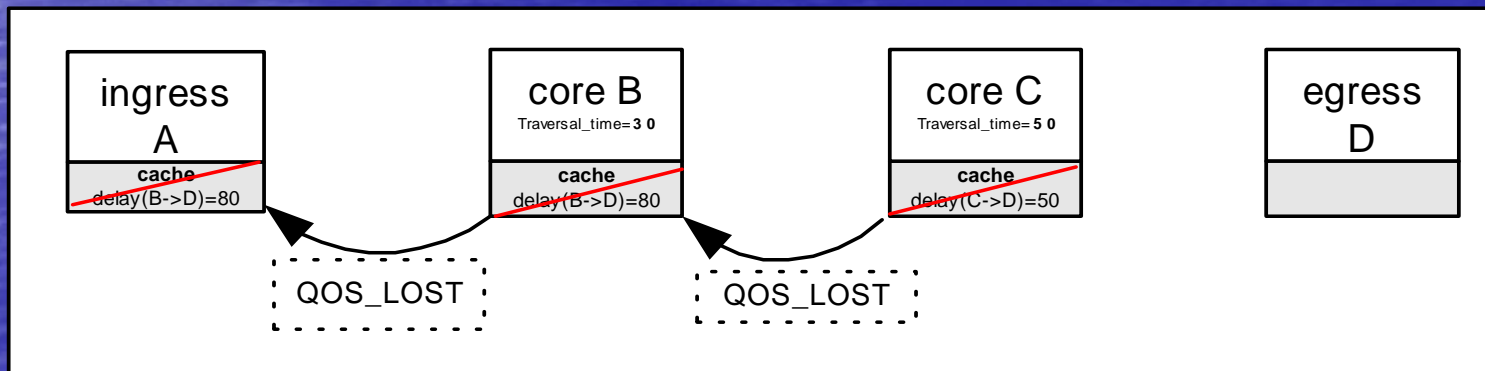 ingress
A
cache
delay(B->D)=80
core B
Traversal_time=30
cache
delay(B->D)=80
core C
Traversal_time=50
cache
delay(C->D)=50
egress
D
QOS_LOST
QOS_LOST